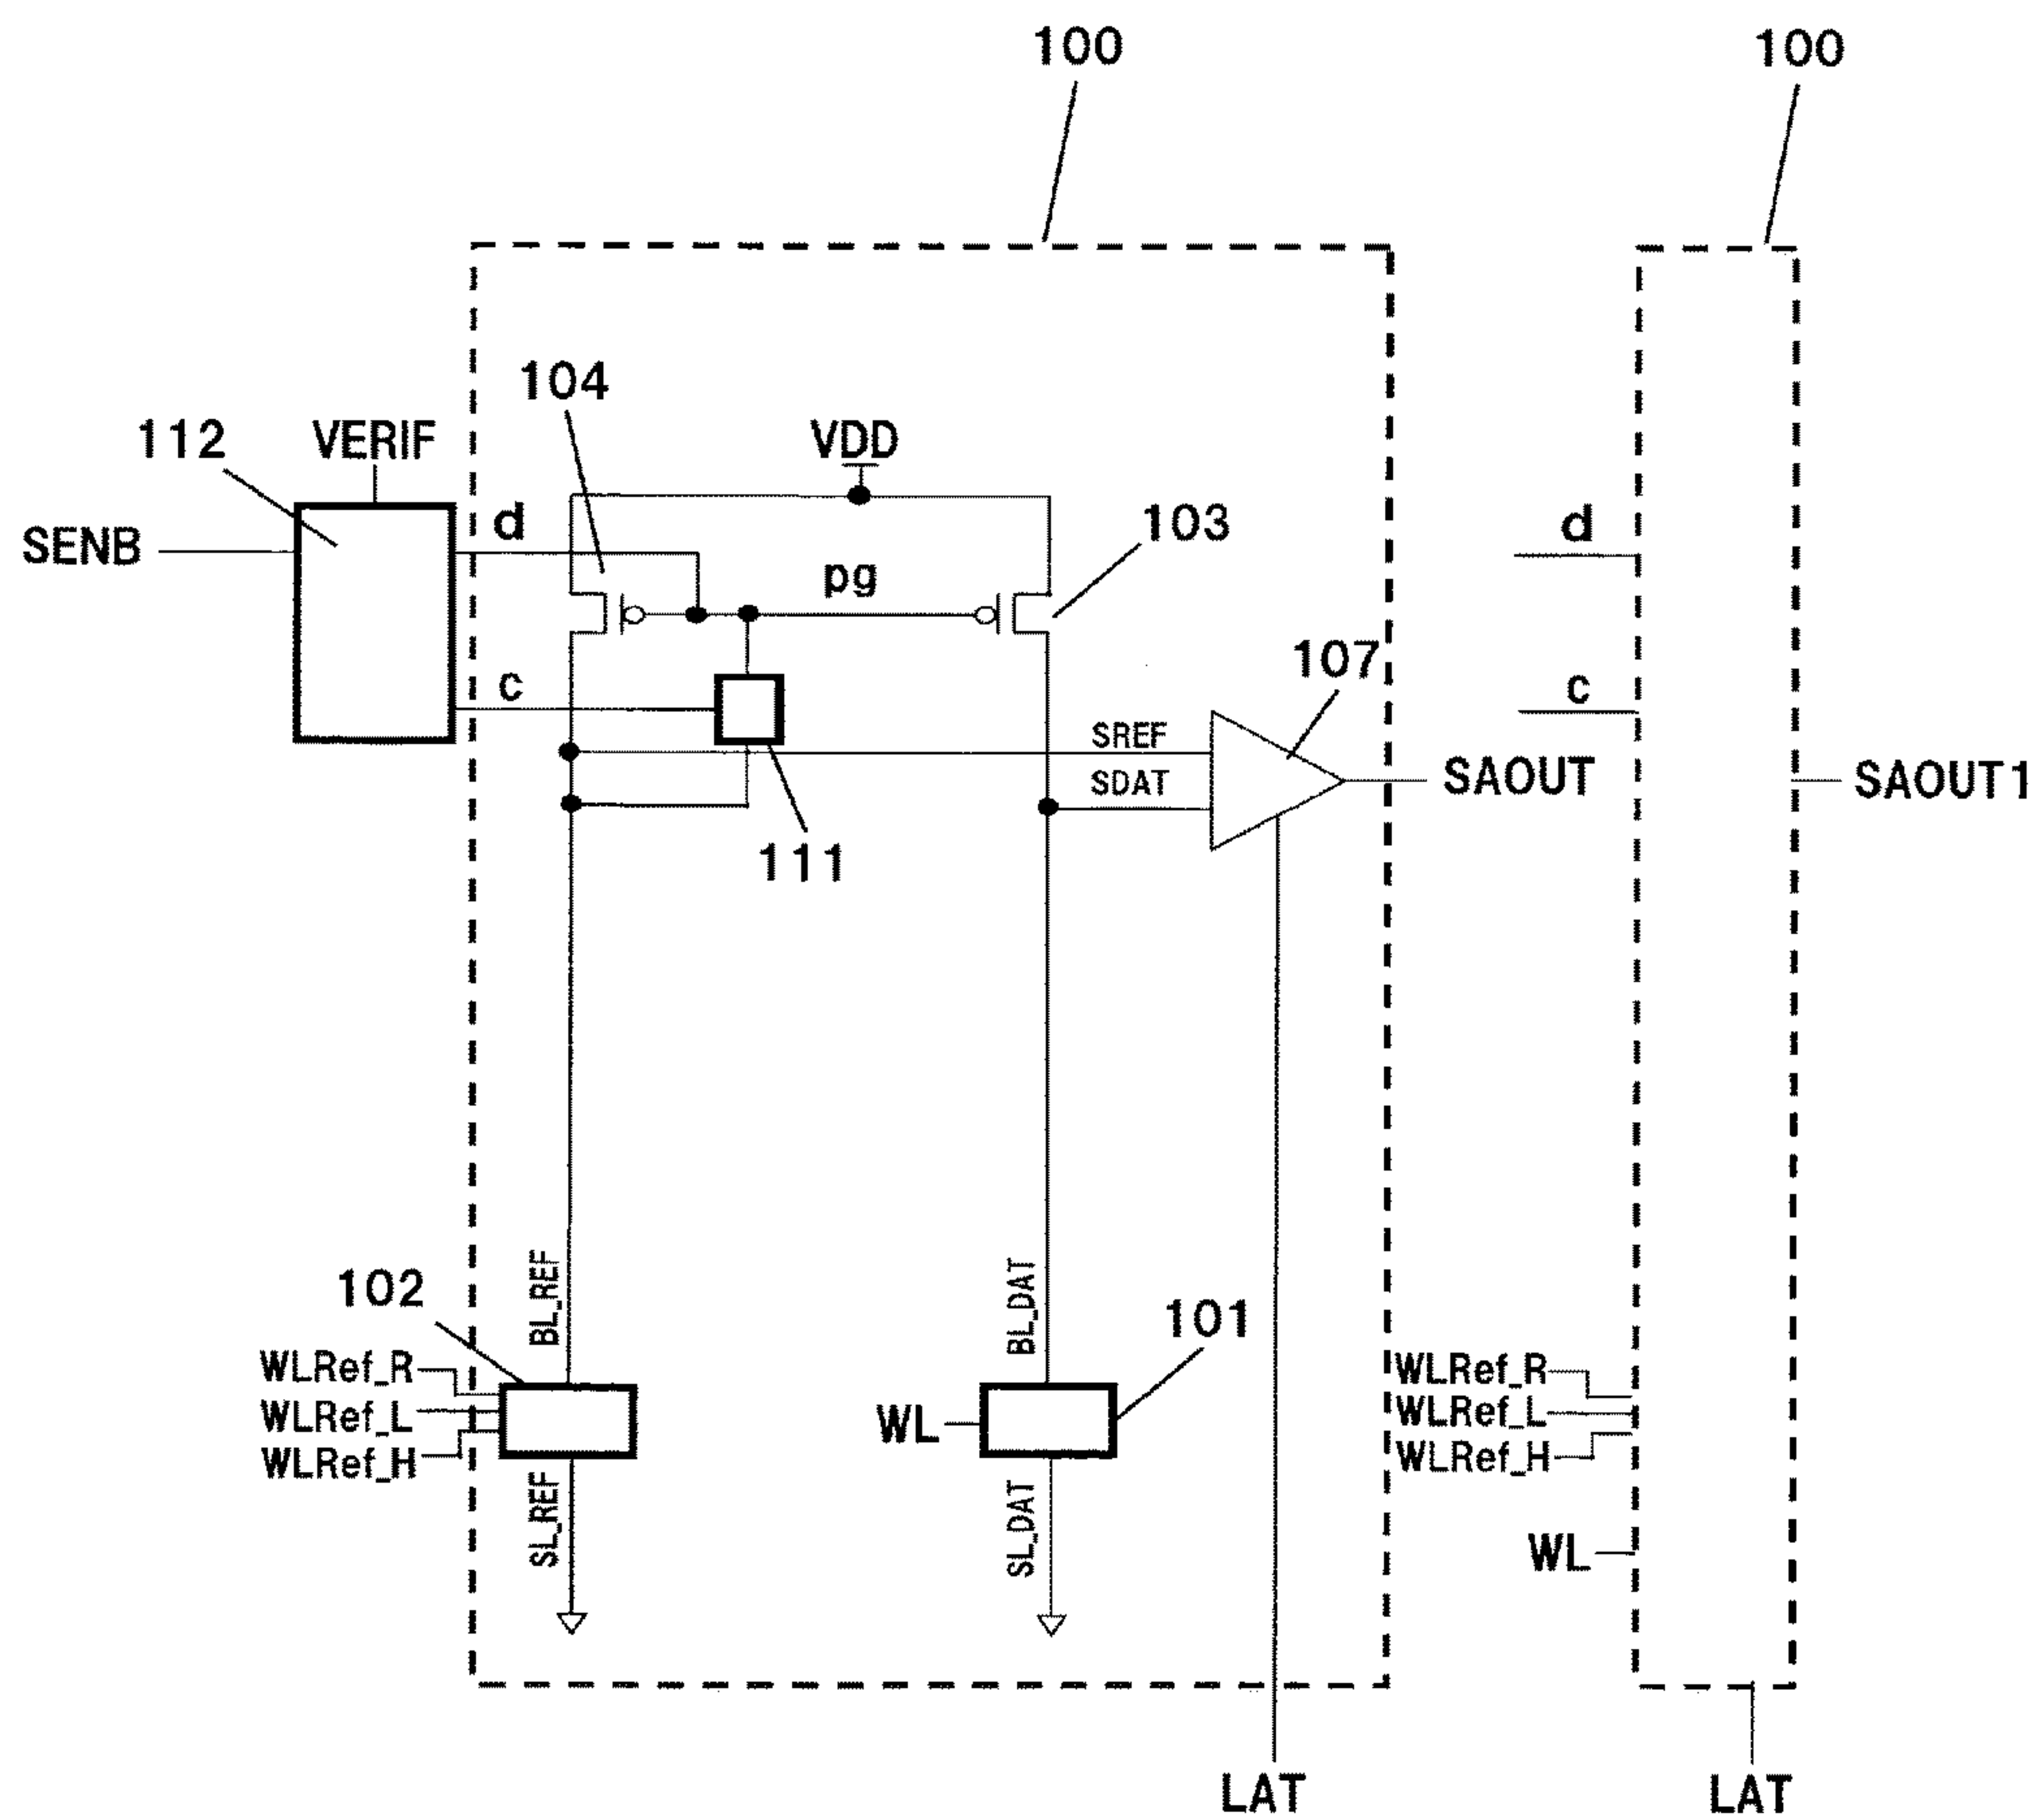 100
100
104
112
VERIF
VDD
d
103
d
SENB
pg
107
c
c
SREF
SAOUT
SAOUT1
SDAT
111
BL_REF
BL_DAT
102
101
WLRef_R
WLRef_R
WLRef_L
WL
WLRef_L
WLRef_H
WLRef_H
SL_REF
SL_DAT
WL
LAT
LAT